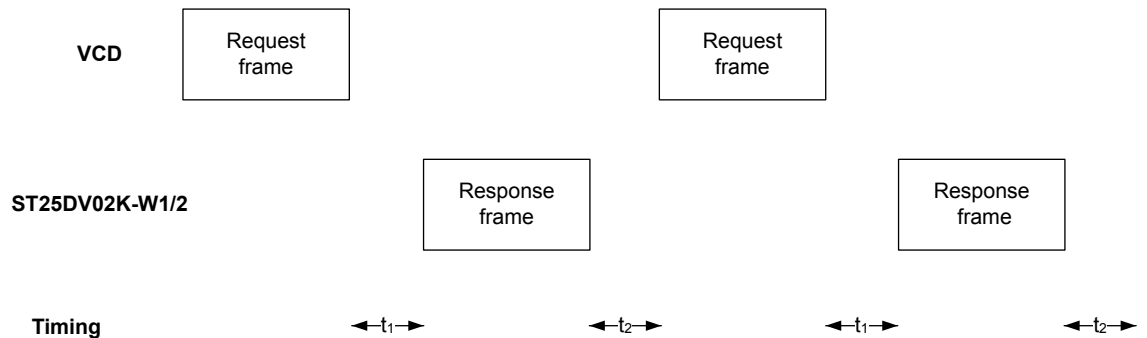 VCD
Request
frame
Request
frame
ST25DV02K-W1/2
Response
frame
Response
frame
Timing
t1
t2
t1
t2